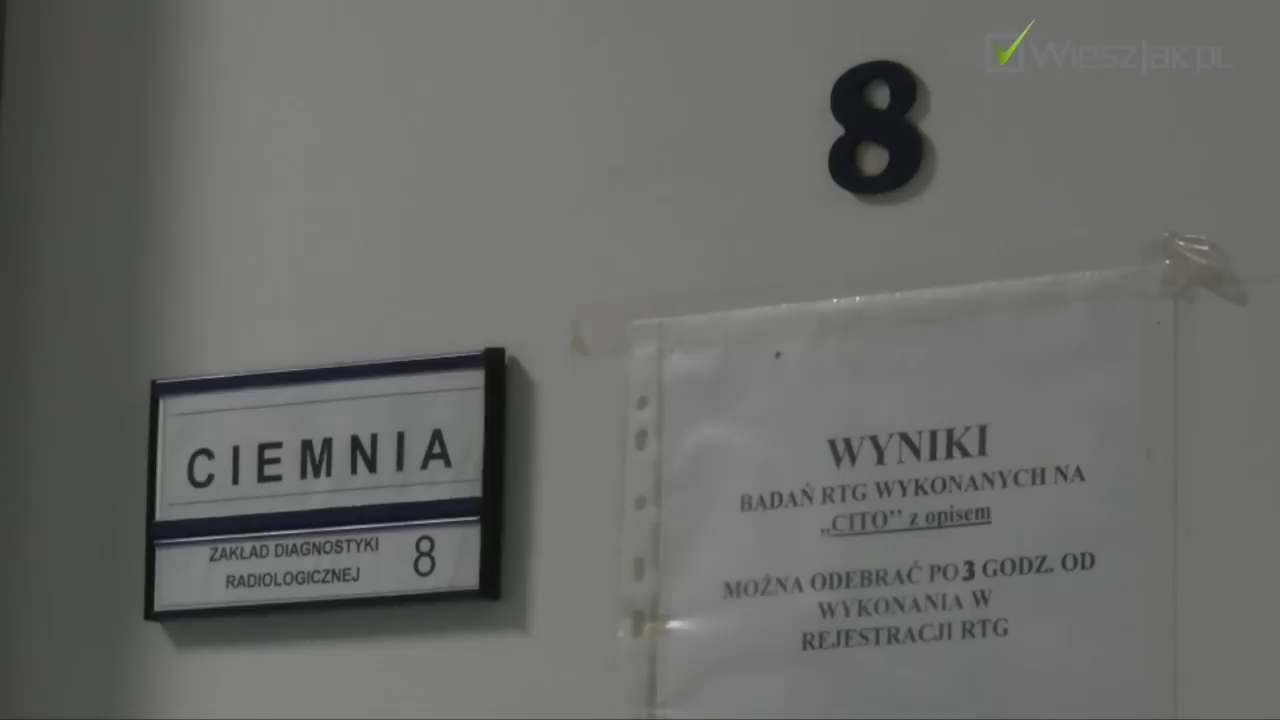 WieszJak.pl
8
CIEMNIA
ZAKŁAD DIAGNOSTYKI
RADIOLOGICZNEJ
8
WYNIKI
BADAŃ RTG WYKONANYCH NA
„CITO” z opisem
MOŻNA ODEBRAĆ PO 3 GODZ. OD
WYKONANIA W
REJESTRACJI RTG